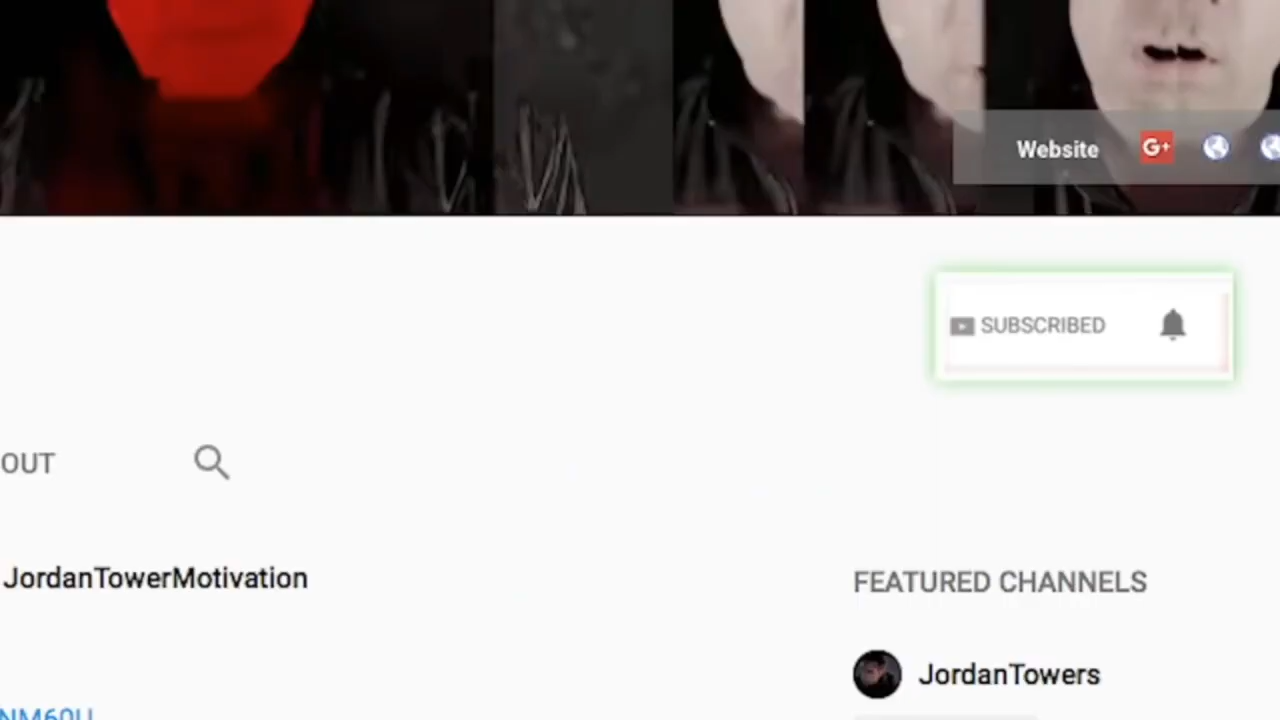 Website G+
SUBSCRIBED
OUT
JordanTowerMotivation
FEATURED CHANNELS
JordanTowers